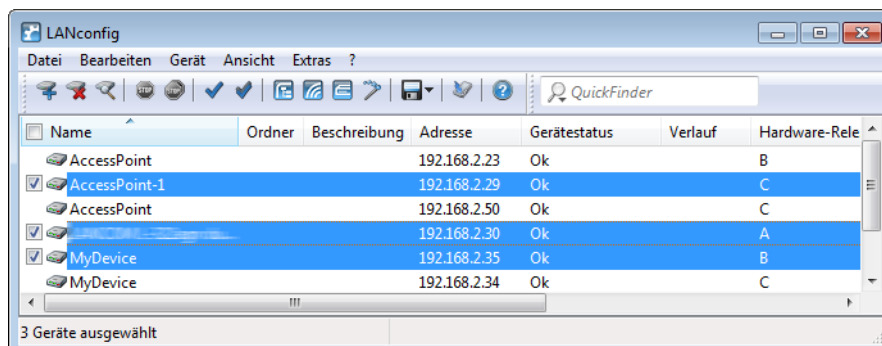 LANconfig
Datei Bearbeiten Gerät Ansicht Extras ?
STOP STOP QuickFinder
Name Ordner Beschreibung Adresse Gerätestatus Verlauf Hardware-Rele
AccessPoint 192.168.2.23 Ok B
AccessPoint-1 192.168.2.29 Ok C
AccessPoint 192.168.2.50 Ok C
192.168.2.30 Ok A
MyDevice 192.168.2.35 Ok B
MyDevice 192.168.2.34 Ok C
3 Geräte ausgewählt